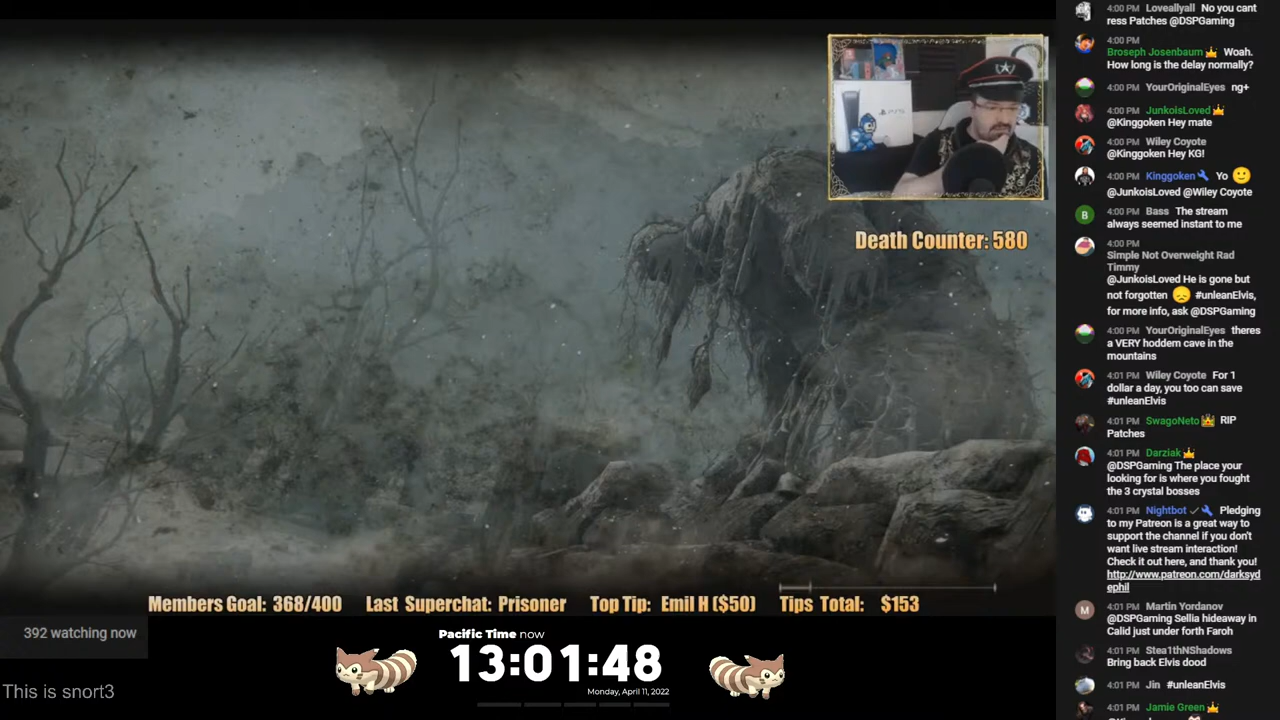 Death Counter: 580
Members Goal: 368/400 Last Superchat: Prisoner Top Tip: Emil H ($50) Tips Total: $153
392 watching now
This is snort3
Pacific Time now
13:01:48
Monday, April 11, 2022
4:00 PM Loveallyall No you cant
ress Patches @DSPGaming
4:00 PM
Broseph Josenbaum Woah.
How long is the delay normally?
4:00 PM YourOriginalEyes ng+
4:00 PM JunkoisLoved
@Kinggoken Hey mate
4:00 PM Wiley Coyote
@Kinggoken Hey KG!
4:00 PM Kinggoken Yo 🙂
@JunkoisLoved @Wiley Coyote
4:00 PM Bass The stream
always seemed instant to me
4:00 PM
Simple Not Overweight Rad
Timmy
@JunkoisLoved He is gone but
not forgotten 😞 #unleanElvis,
for more info, ask @DSPGaming
4:00 PM YourOriginalEyes theres
a VERY hoddem cave in the
mountains
4:01 PM Wiley Coyote For 1
dollar a day, you too can save
#unleanElvis
4:01 PM SwagoNeto RIP
Patches
4:01 PM Darziak
@DSPGaming The place your
looking for is where you fought
the 3 crystal bosses
4:01 PM Nightbot Pledging
to my Patreon is a great way to
support the channel if you don't
want live stream interaction!
Check it out here, and thank you!
http://www.patreon.com/darksyd
ephil
4:01 PM Martin Yordanov
@DSPGaming Sellia hideaway in
Calid just under forth Faroh
4:01 PM Stea1thNShadows
Bring back Elvis dood
4:01 PM Jin #unleanElvis
4:01 PM Jamie Green